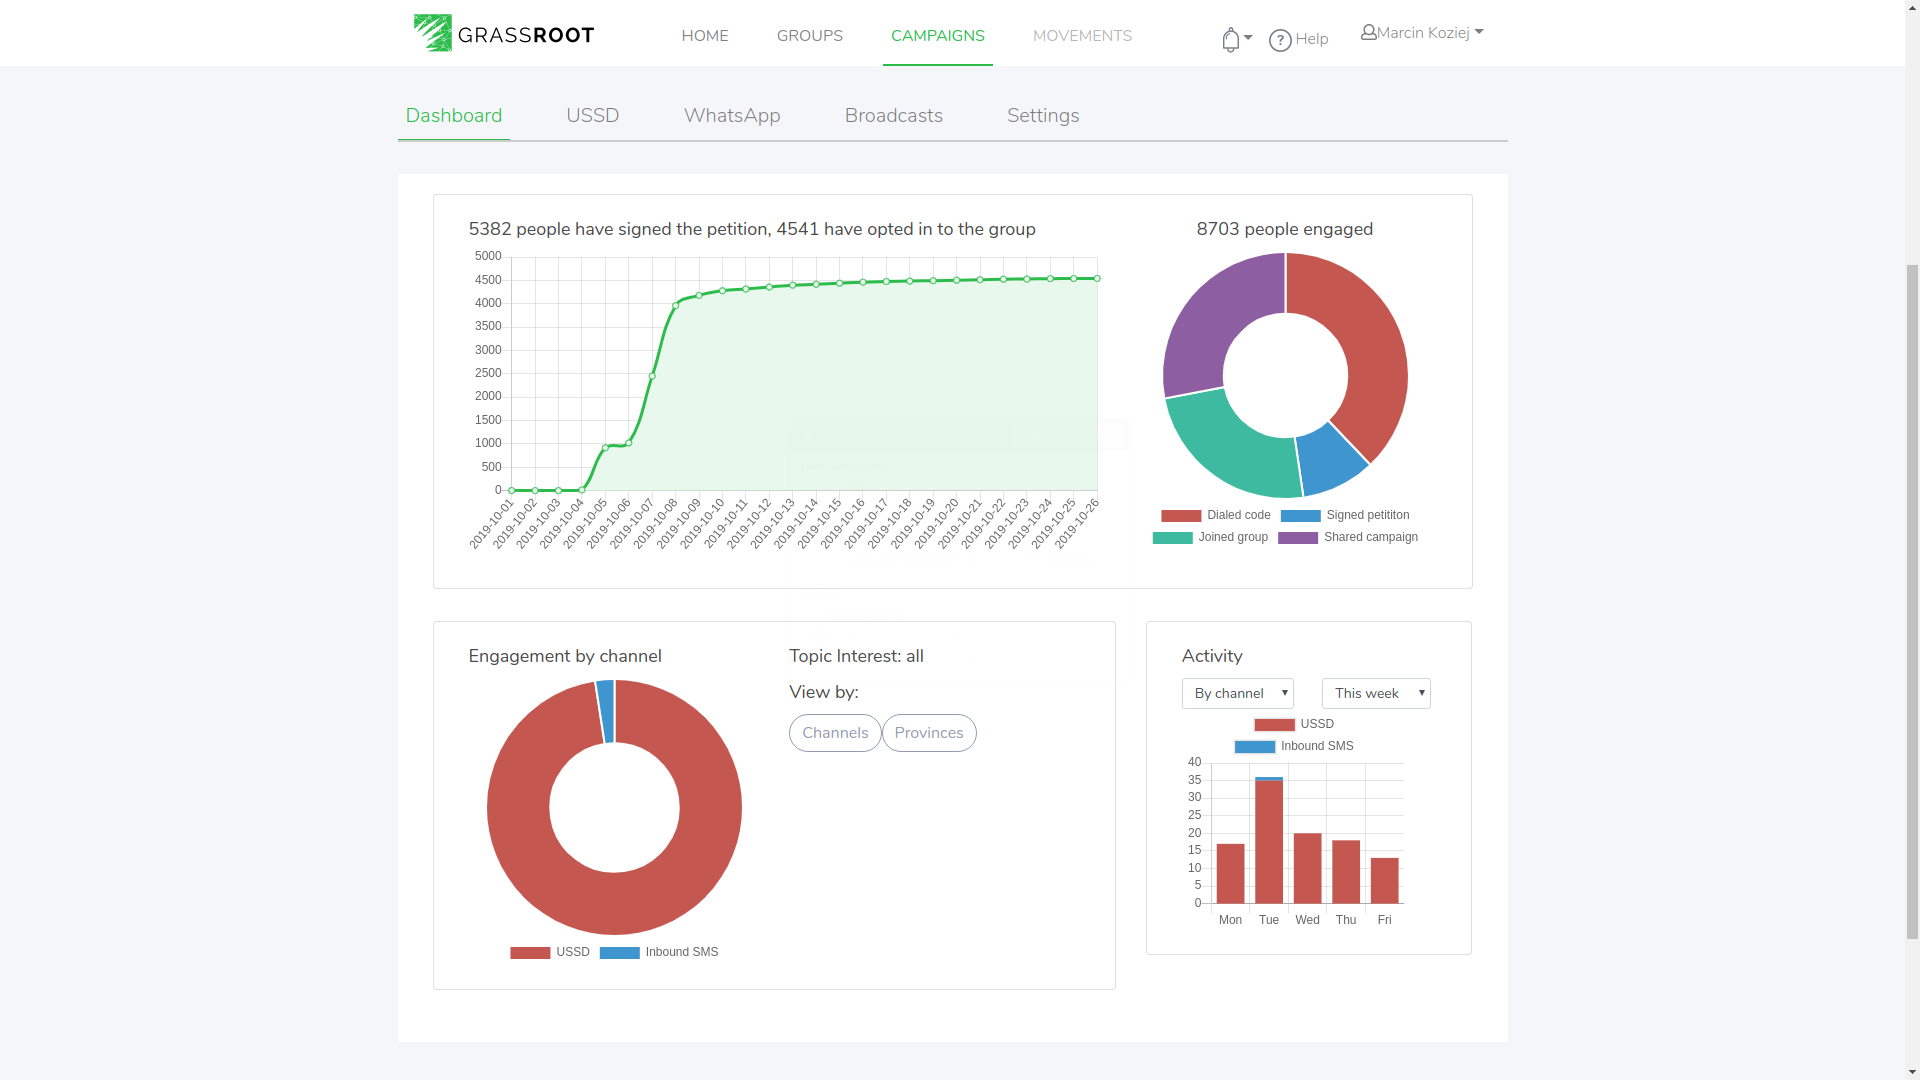 GRASSROOT
HOME
GROUPS
CAMPAIGNS
MOVEMENTS
Help
Marcin Koziej
Dashboard
USSD
WhatsApp
Broadcasts
Settings
5382 people have signed the petition, 4541 have opted in to the group
5000
4500
4000
3500
3000
2500
2000
1500
1000
500
0
2019-10-01
2019-10-02
2019-10-03
2019-10-04
2019-10-05
2019-10-06
2019-10-07
2019-10-08
2019-10-09
2019-10-10
2019-10-11
2019-10-12
2019-10-13
2019-10-14
2019-10-15
2019-10-16
2019-10-17
2019-10-18
2019-10-19
2019-10-20
2019-10-21
2019-10-22
2019-10-23
2019-10-24
2019-10-25
2019-10-26
8703 people engaged
Dialed code
Signed petititon
Joined group
Shared campaign
Engagement by channel
USSD
Inbound SMS
Topic Interest: all
View by:
Channels
Provinces
Activity
By channel
This week
USSD
Inbound SMS
40
35
30
25
20
15
10
5
0
Mon
Tue
Wed
Thu
Fri